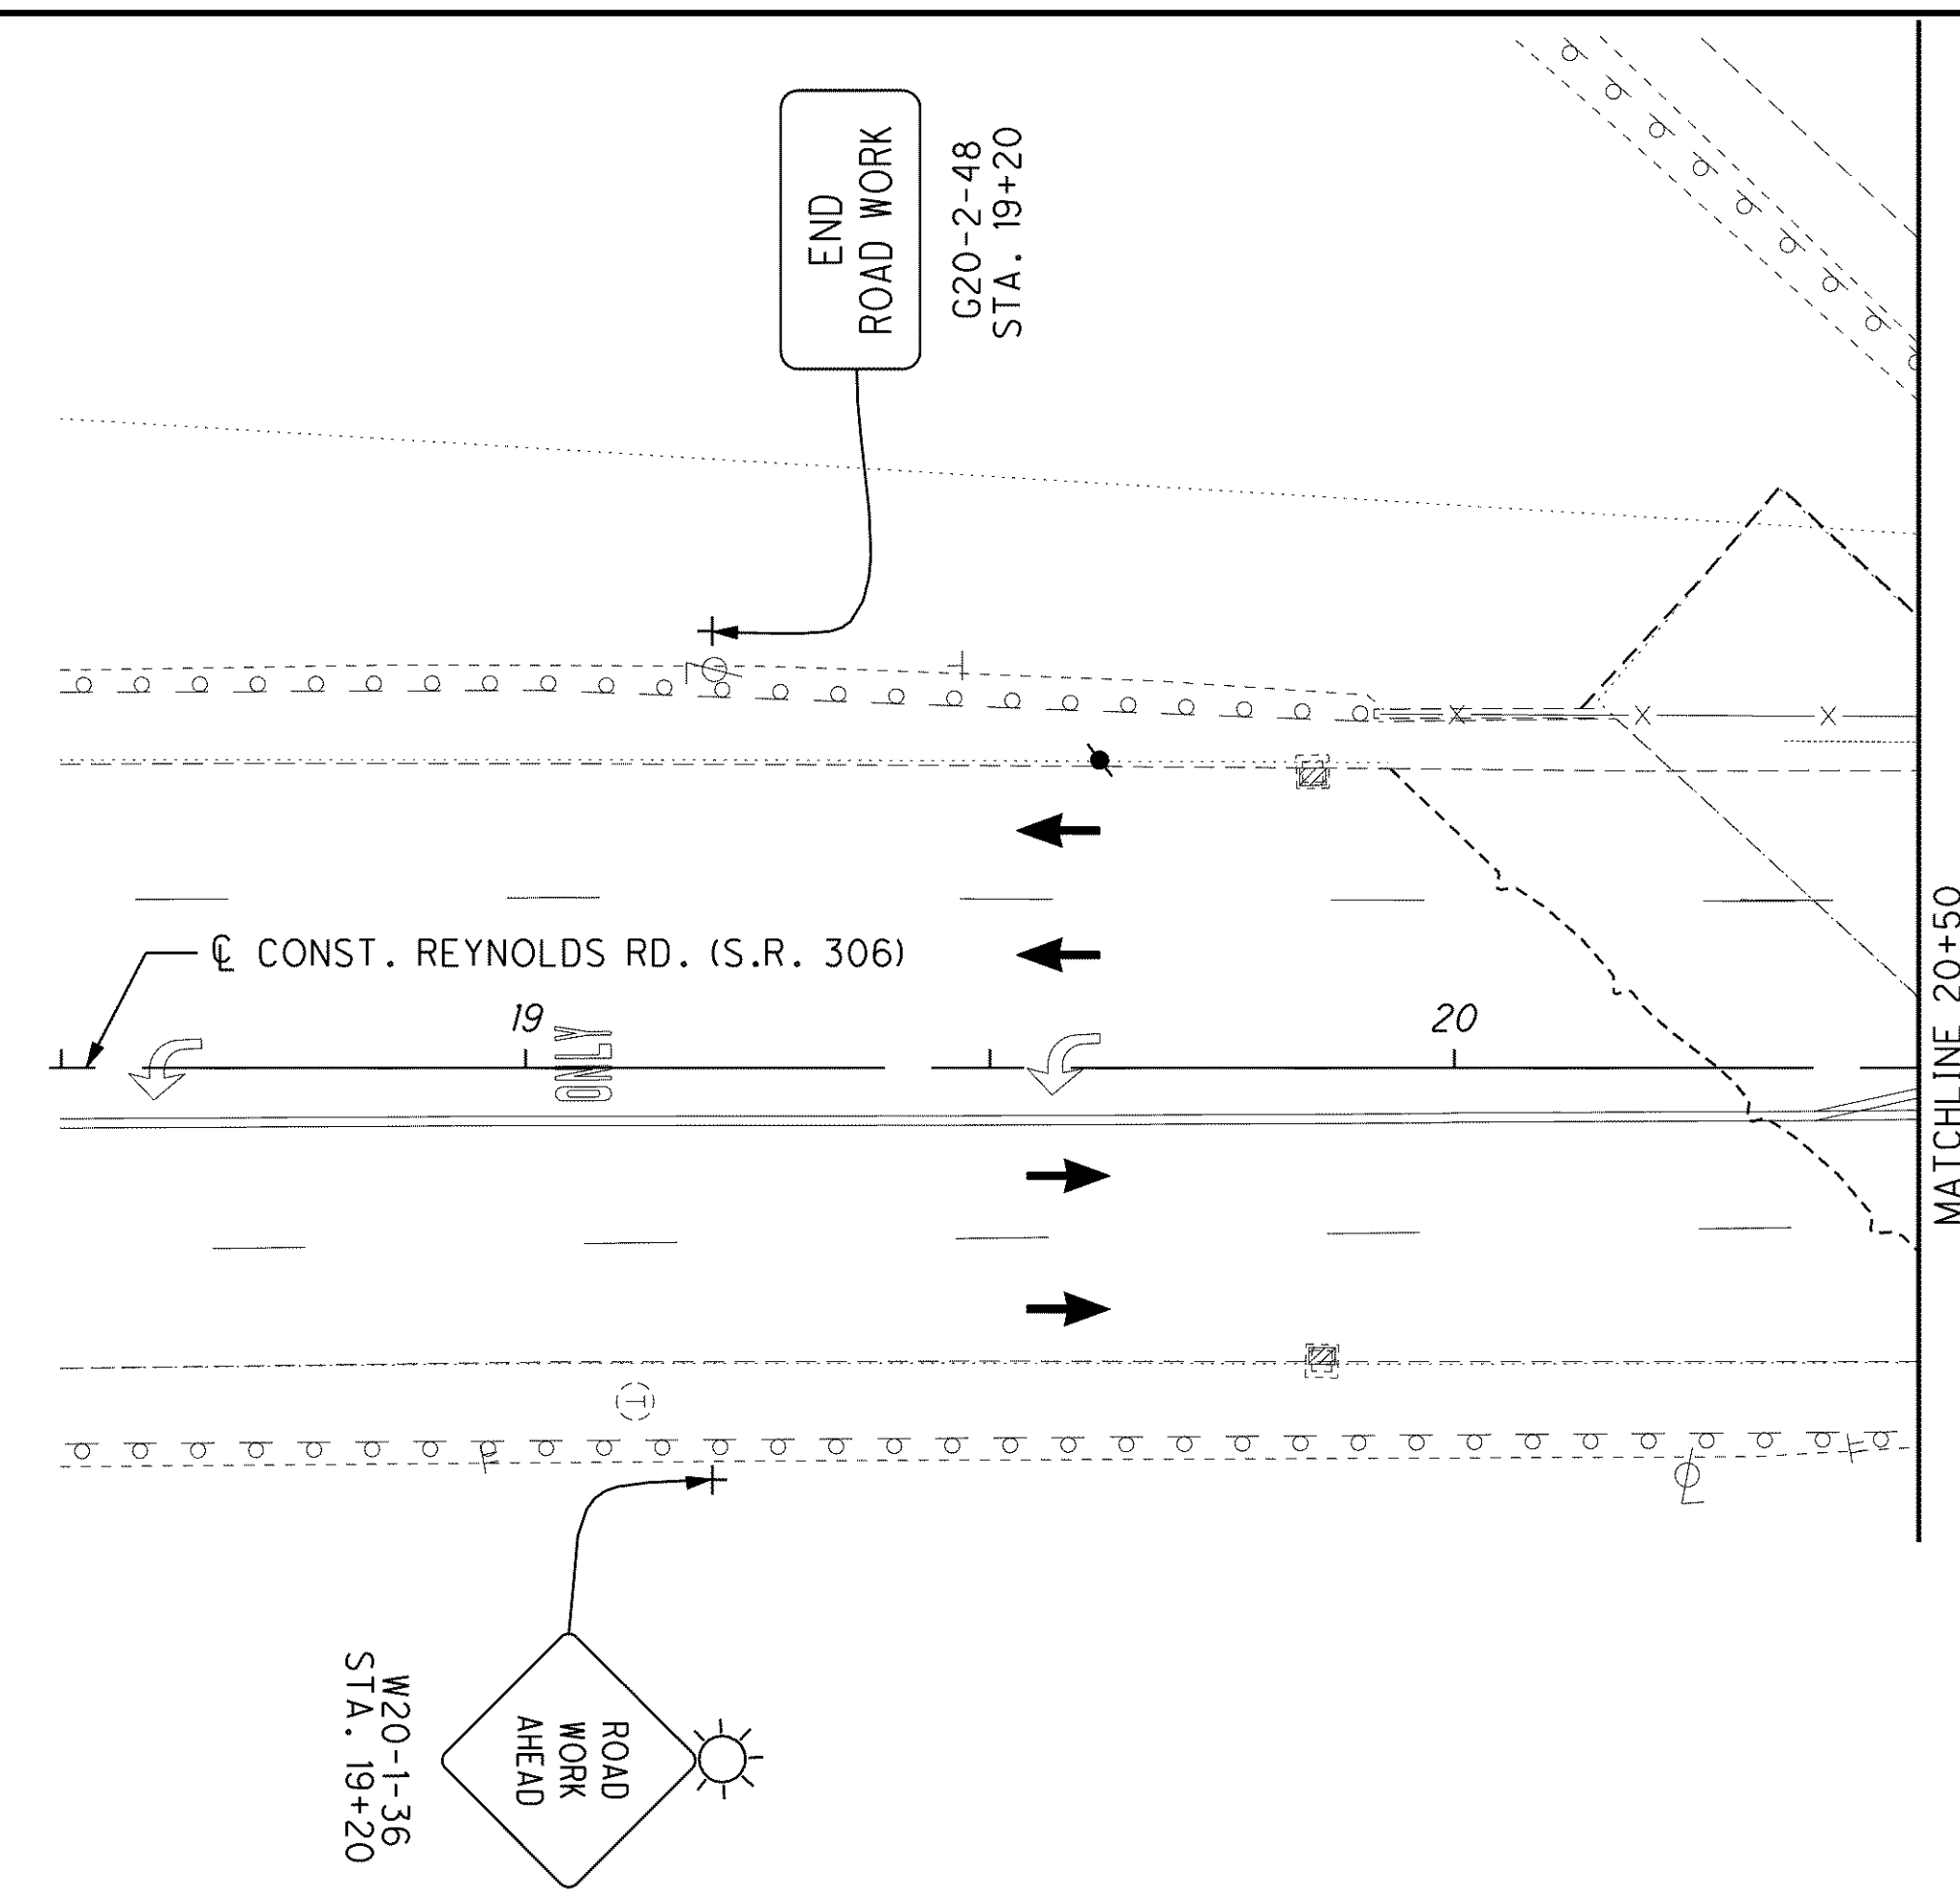 END
ROAD WORK
G20-2-48
STA. 19+20
℄ CONST. REYNOLDS RD. (S.R. 306)
19
ONLY
20
MATCHLINE 20+50
T
ROAD
WORK
AHEAD
W20-1-36
STA. 19+20